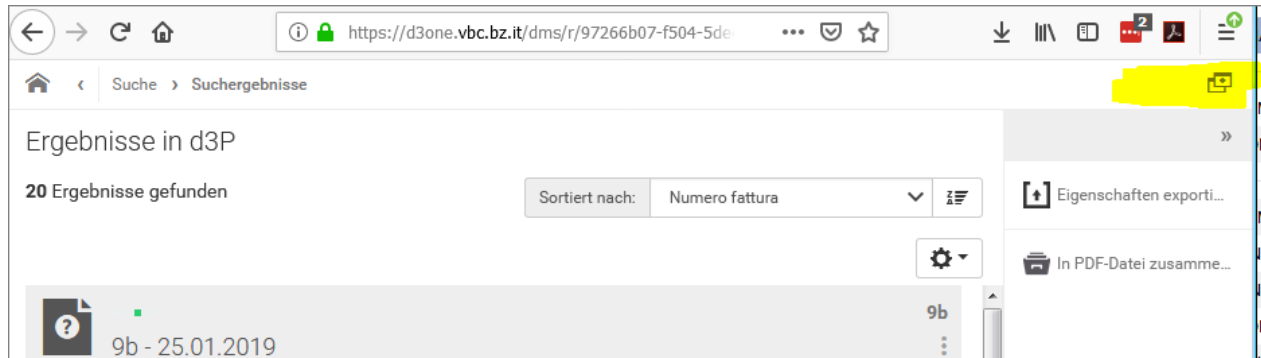 https://d3one.vbc.bz.it/dms/r/97266b07-f504-5de
2
Suche › Suchergebnisse
Ergebnisse in d3P
»
20 Ergebnisse gefunden
Sortiert nach: Numero fattura
Eigenschaften exporti...
In PDF-Datei zusamme...
9b
9b - 25.01.2019